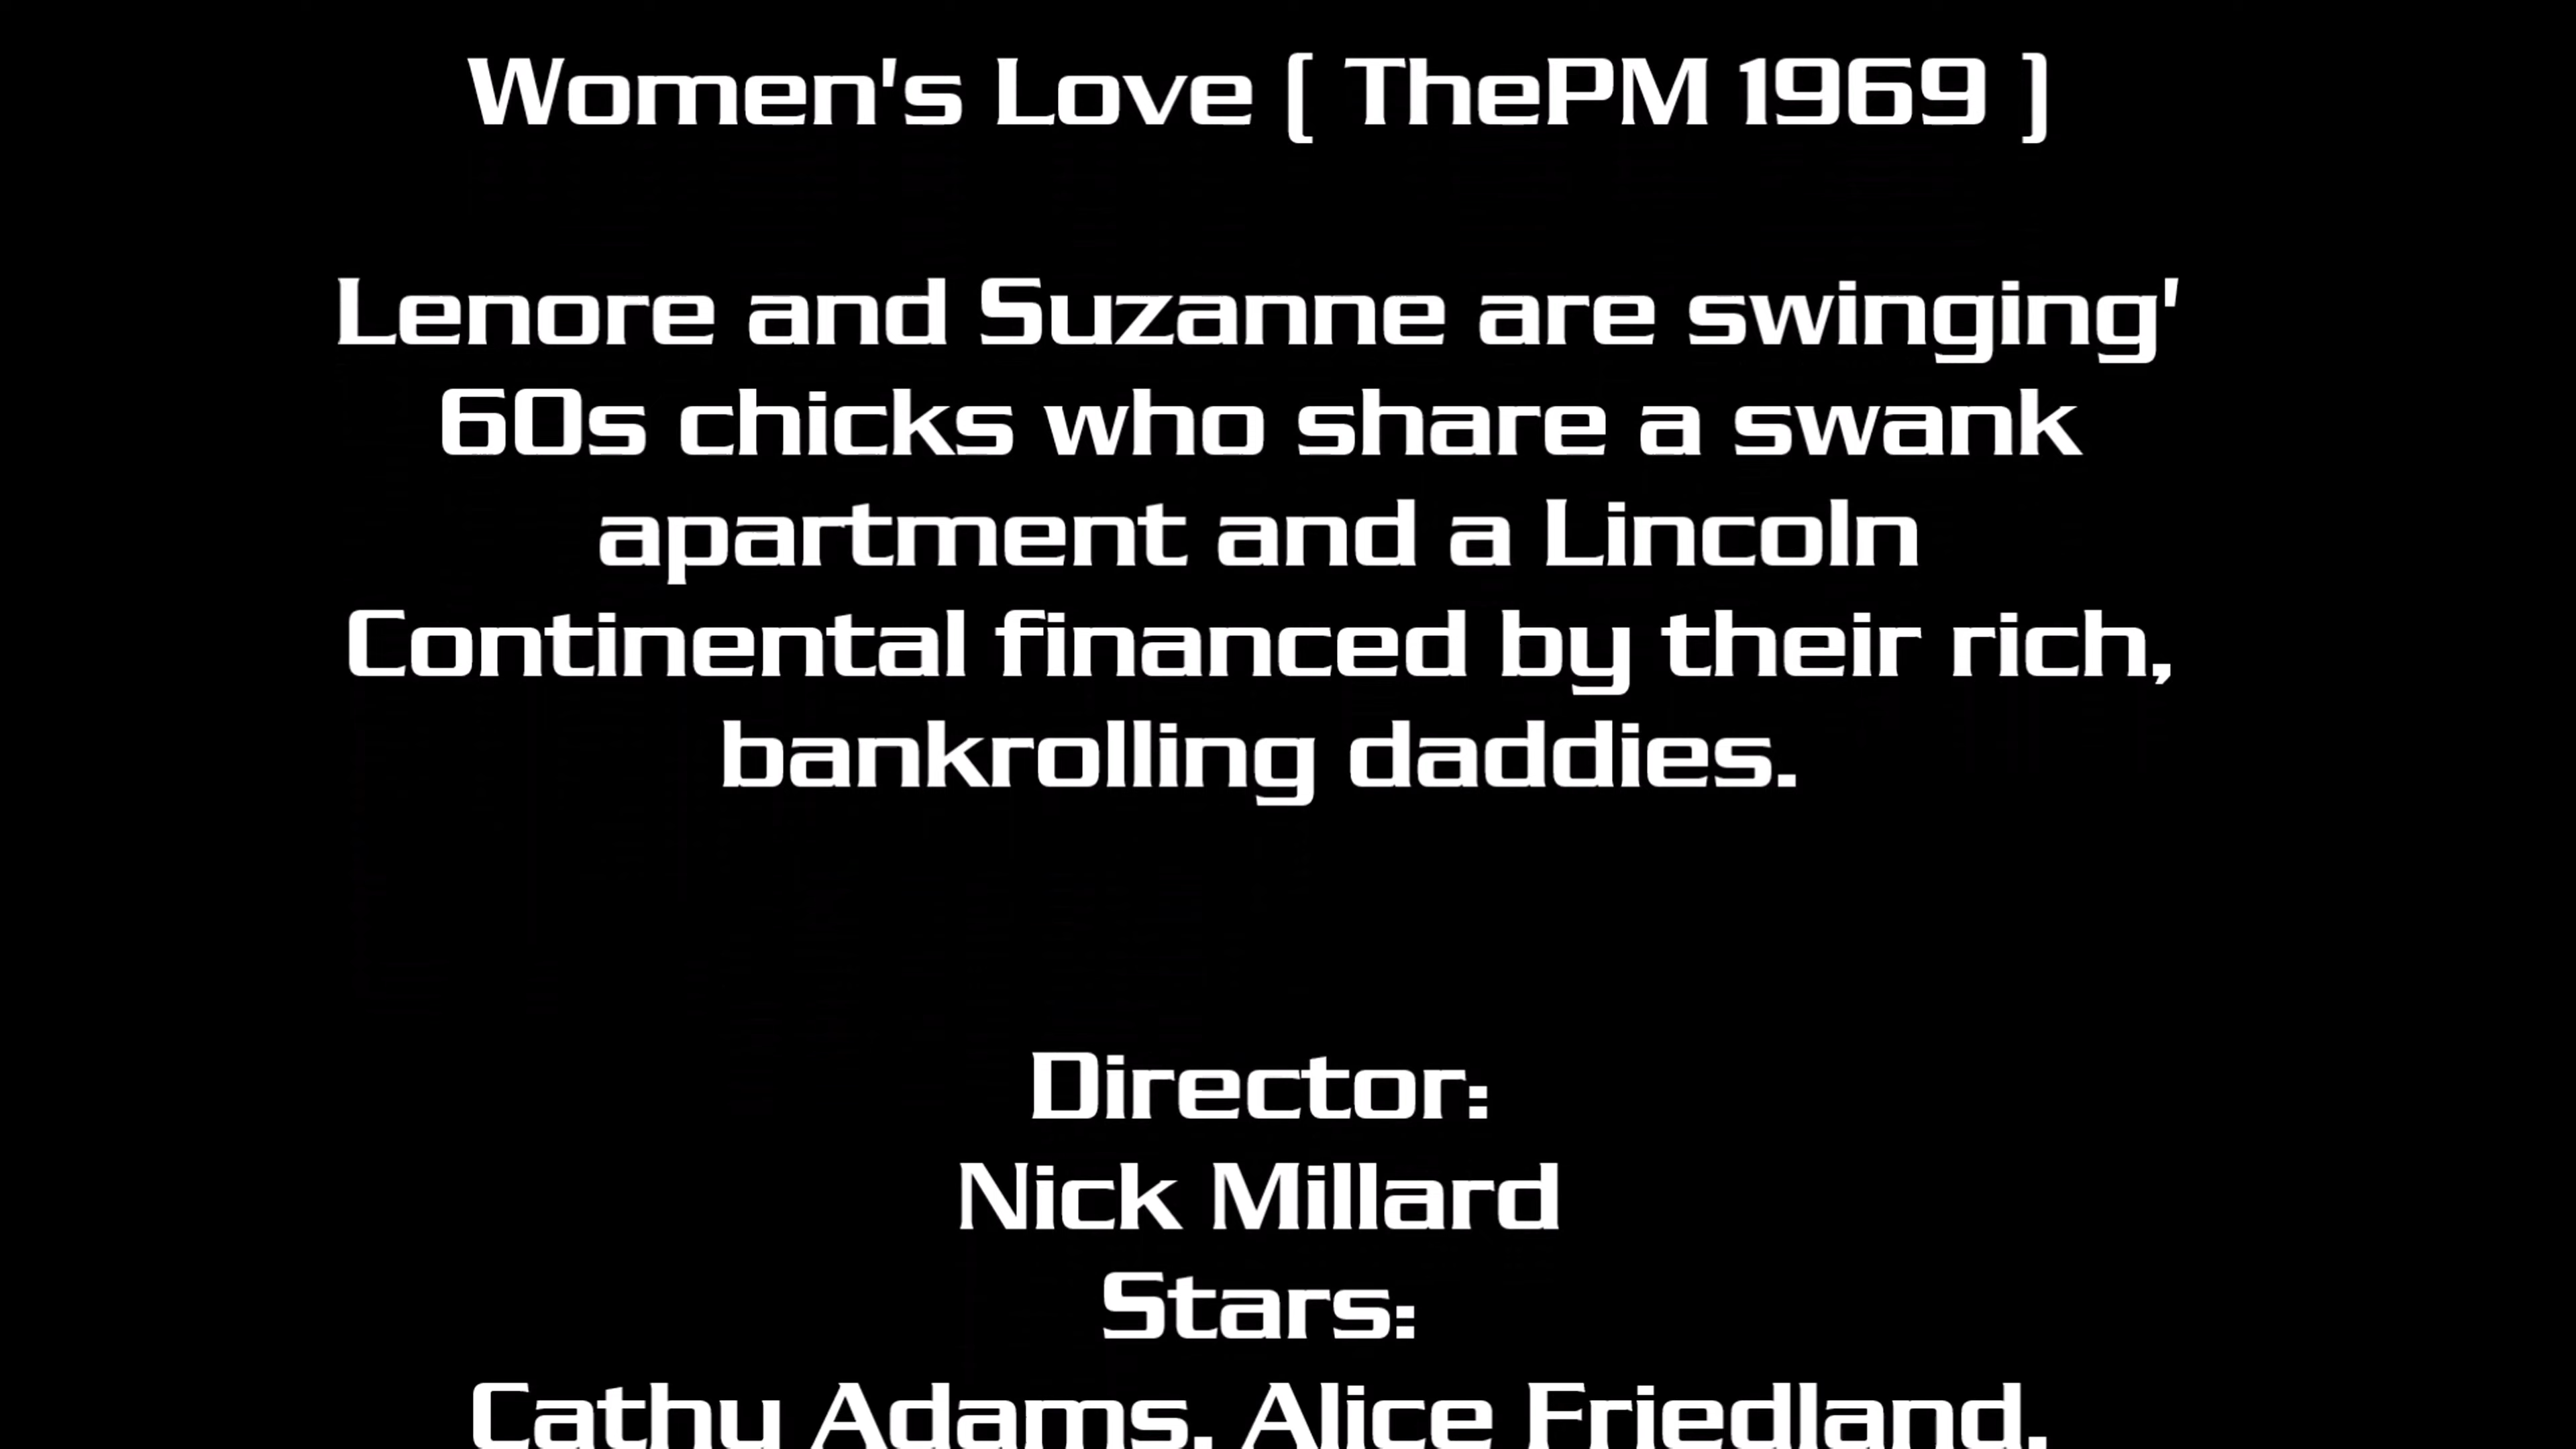 Women's Love ( ThePM 1969 )
Lenore and Suzanne are swinging'
60s chicks who share a swank
apartment and a Lincoln
Continental financed by their rich,
bankrolling daddies.
Director:
Nick Millard
Stars:
Cathy Adams, Alice Friedland,